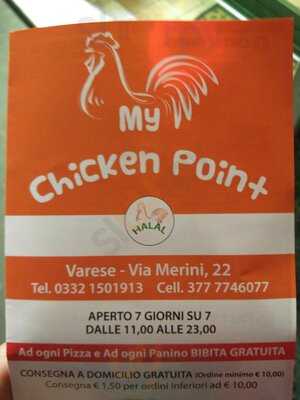 My
Chicken Point
HALAL
Varese - Via Merini, 22
Tel. 0332 1501913 Cell. 377 7746077
APERTO 7 GIORNI SU 7
DALLE 11,00 ALLE 23,00
Ad ogni Pizza e Ad ogni Panino BIBITA GRATUITA
CONSEGNA A DOMICILIO GRATUITA (Ordine minimo € 10,00)
Consegna € 1,50 per ordini inferiori ad € 10,00